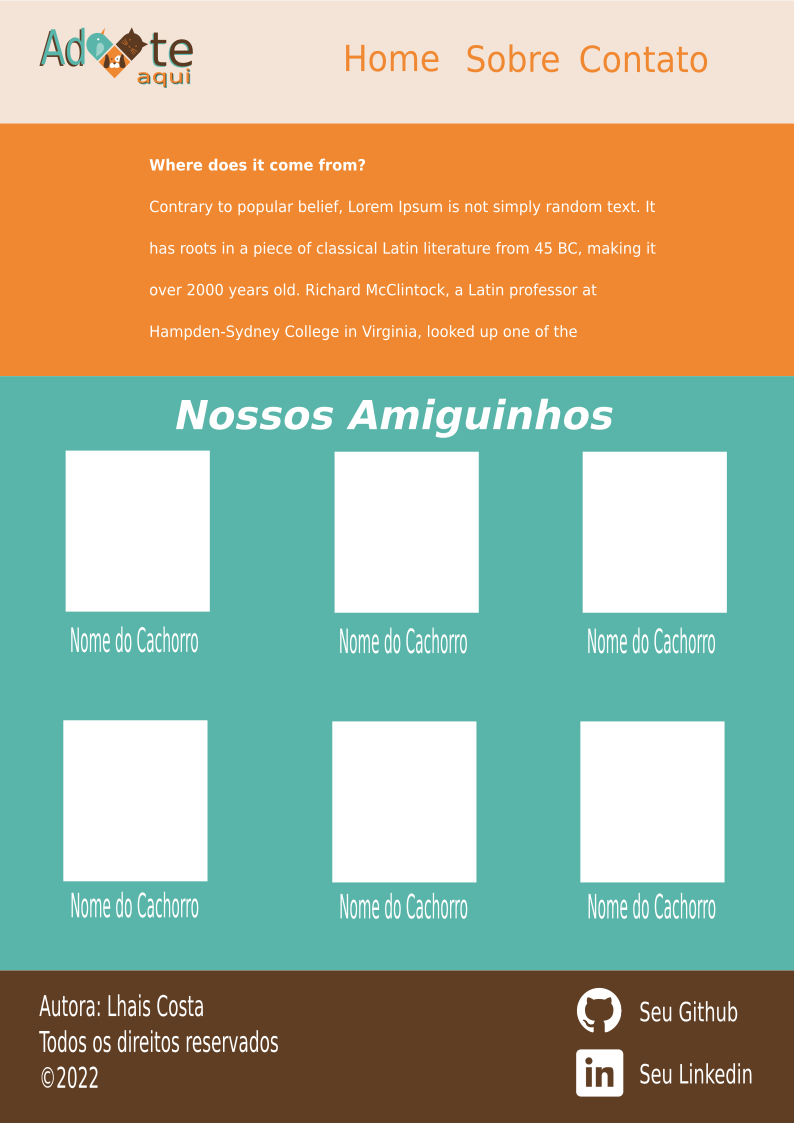 Adote
aqui
Home Sobre Contato
Where does it come from?
Contrary to popular belief, Lorem Ipsum is not simply random text. It
has roots in a piece of classical Latin literature from 45 BC, making it
over 2000 years old. Richard McClintock, a Latin professor at
Hampden-Sydney College in Virginia, looked up one of the
Nossos Amiguinhos
Nome do Cachorro
Nome do Cachorro
Nome do Cachorro
Nome do Cachorro
Nome do Cachorro
Nome do Cachorro
Autora: Lhais Costa
Todos os direitos reservados
©2022
Seu Github
in Seu Linkedin